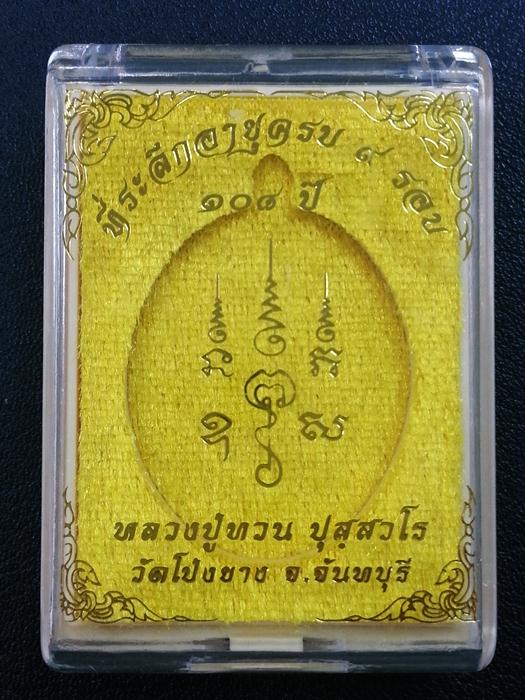 ที่ระลึกอายุครบ ๙ รอบ
๑๐๘ ปี
หลวงปู่ทวน ปุสฺสวโร
วัดโป่งยาง จ.จันทบุรี